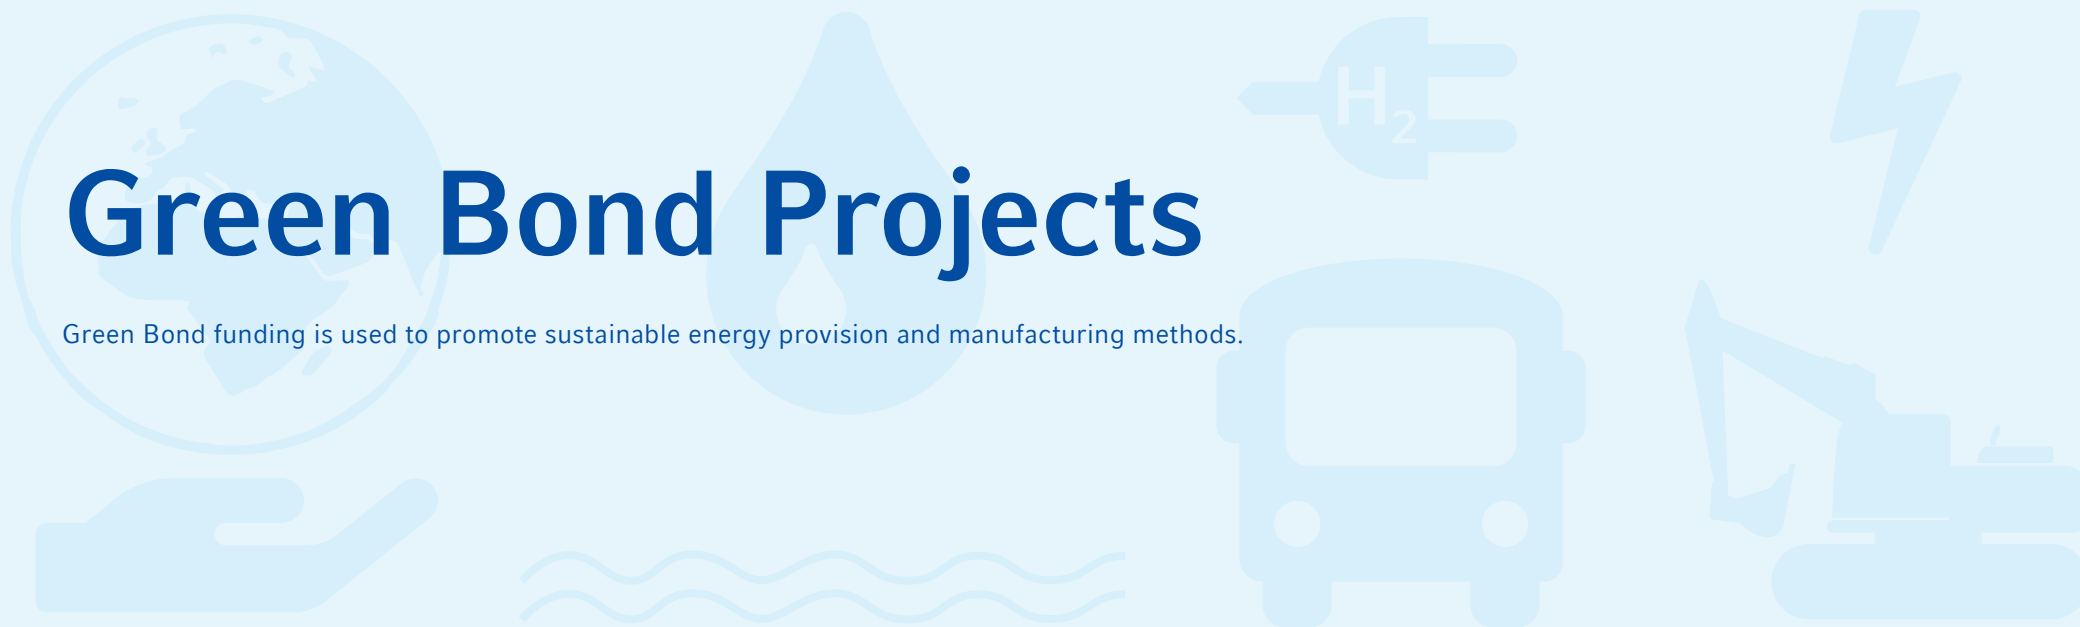 H2
Green Bond Projects
Green Bond funding is used to promote sustainable energy provision and manufacturing methods.